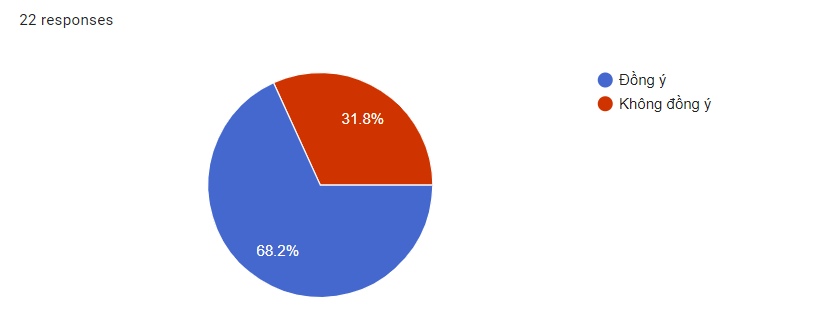 22 responses
Đồng ý
Không đồng ý
31.8%
68.2%